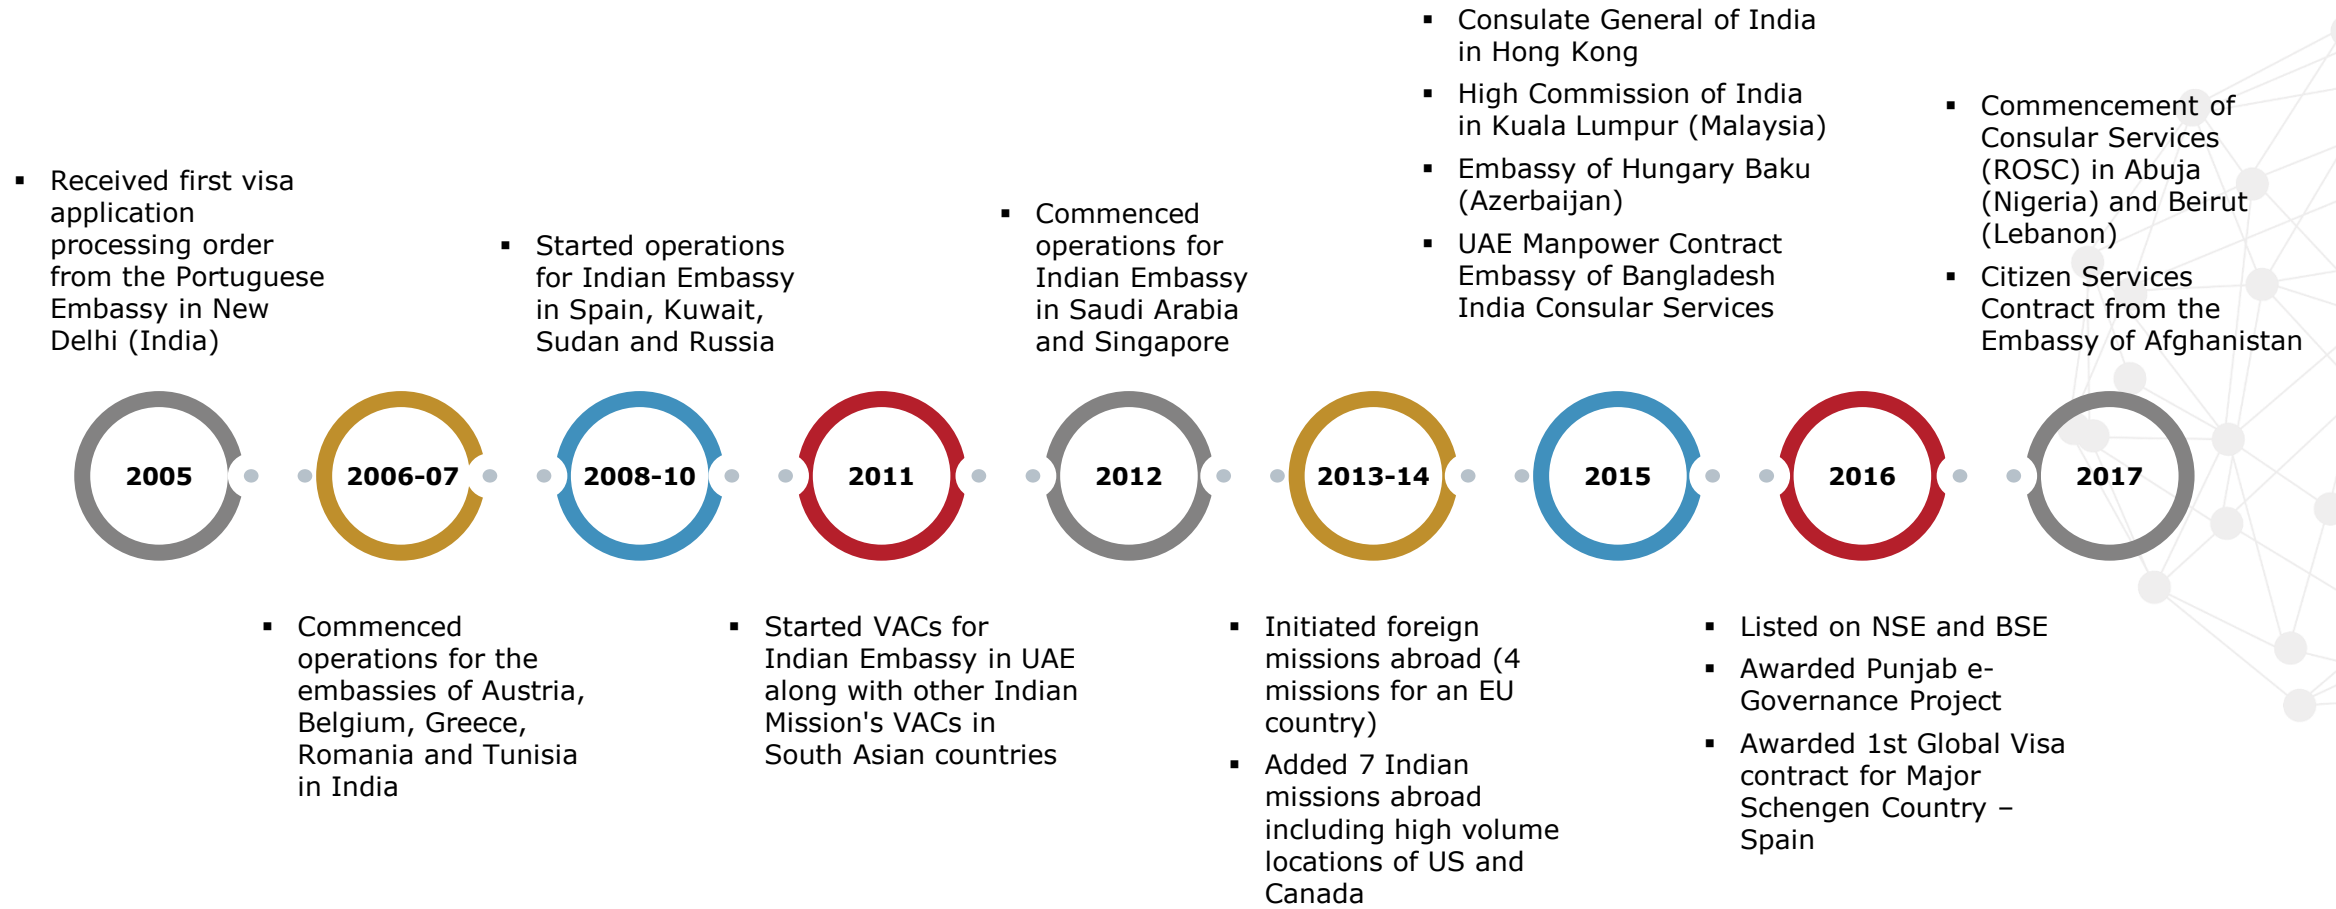 ▪ Received first visa
application
processing order
from the Portuguese
Embassy in New
Delhi (India)
▪ Started operations
for Indian Embassy
in Spain, Kuwait,
Sudan and Russia
▪ Commenced
operations for
Indian Embassy
in Saudi Arabia
and Singapore
▪ Consulate General of India
in Hong Kong
▪ High Commission of India
in Kuala Lumpur (Malaysia)
▪ Embassy of Hungary Baku
(Azerbaijan)
▪ UAE Manpower Contract
Embassy of Bangladesh
India Consular Services
▪ Commencement of
Consular Services
(ROSC) in Abuja
(Nigeria) and Beirut
(Lebanon)
▪ Citizen Services
Contract from the
Embassy of Afghanistan
2005
2006-07
2008-10
2011
2012
2013-14
2015
2016
2017
▪ Commenced
operations for the
embassies of Austria,
Belgium, Greece,
Romania and Tunisia
in India
▪ Started VACs for
Indian Embassy in UAE
along with other Indian
Mission's VACs in
South Asian countries
▪ Initiated foreign
missions abroad (4
missions for an EU
country)
▪ Added 7 Indian
missions abroad
including high volume
locations of US and
Canada
▪ Listed on NSE and BSE
▪ Awarded Punjab e-
Governance Project
▪ Awarded 1st Global Visa
contract for Major
Schengen Country –
Spain